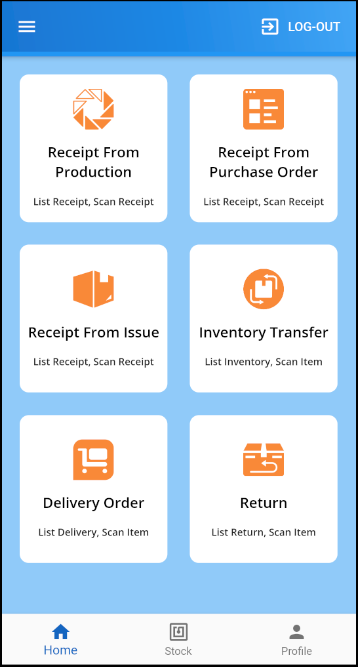 LOG-OUT
Receipt From
Production
List Receipt, Scan Receipt
Receipt From
Purchase Order
List Receipt, Scan Receipt
Receipt From Issue
List Receipt, Scan Receipt
Inventory Transfer
List Inventory, Scan Item
Delivery Order
List Delivery, Scan Item
Return
List Return, Scan Item
Home
Stock
Profile